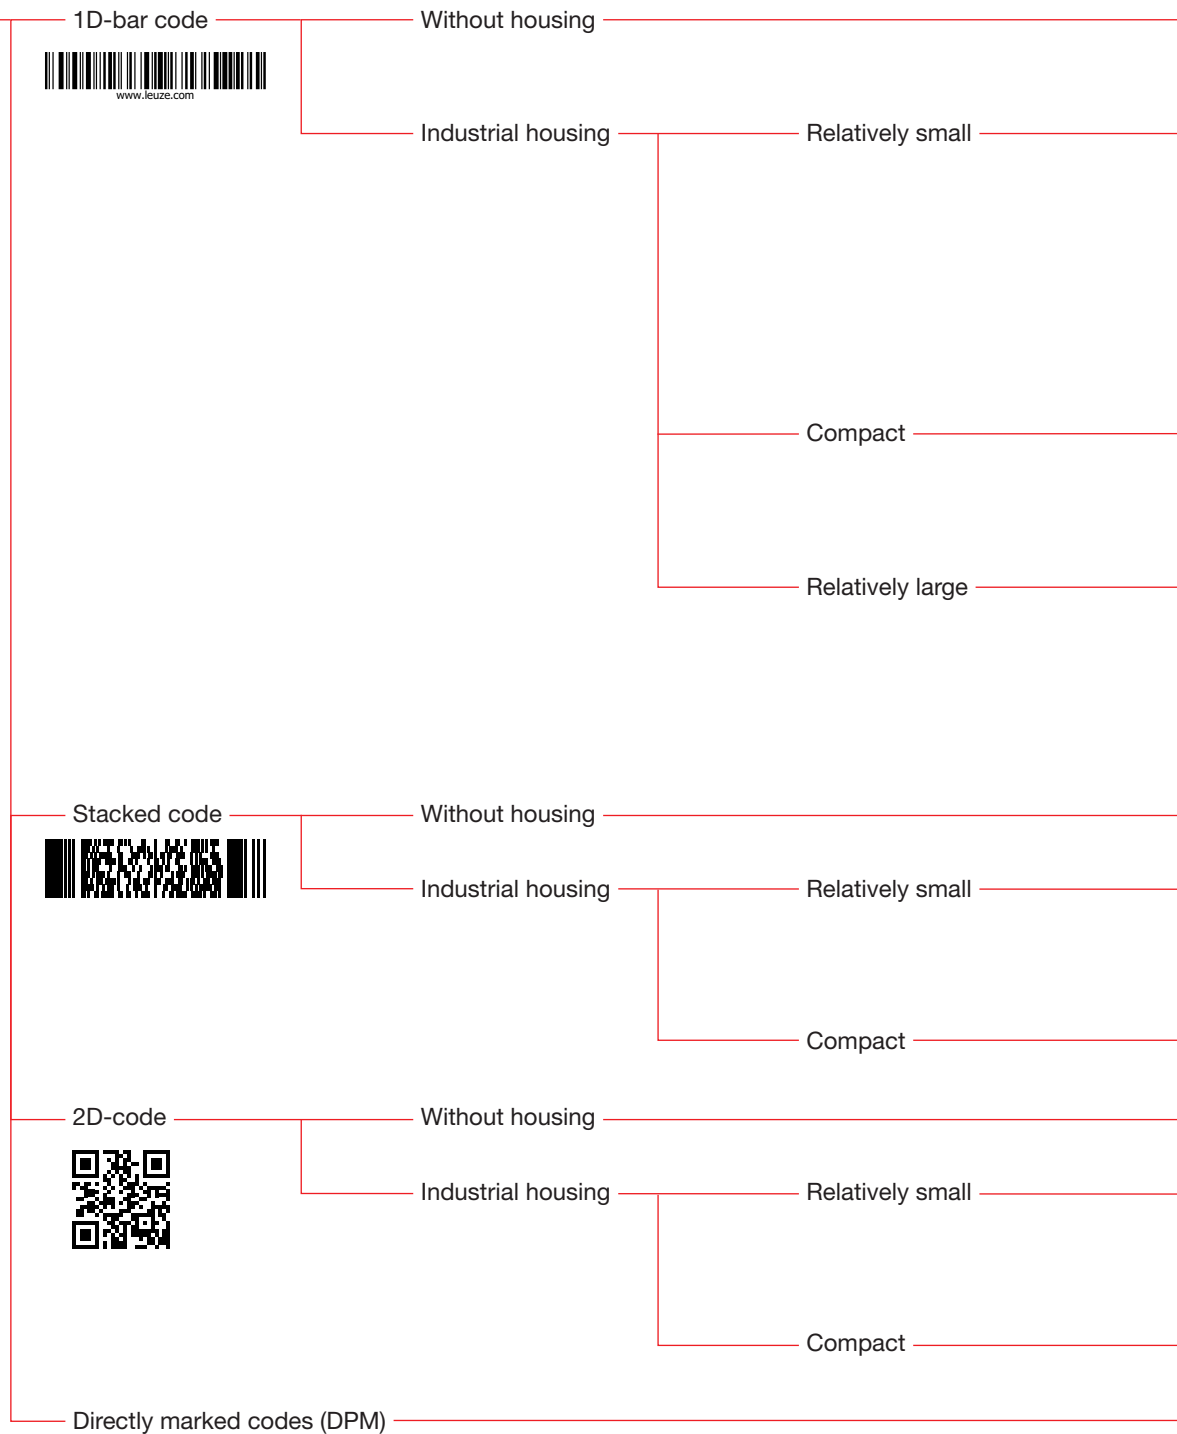 1D-bar code Without housing
www.leuze.com
Industrial housing Relatively small
Compact
Relatively large
Stacked code Without housing
Industrial housing Relatively small
Compact
2D-code Without housing
Industrial housing Relatively small
Compact
Directly marked codes (DPM)